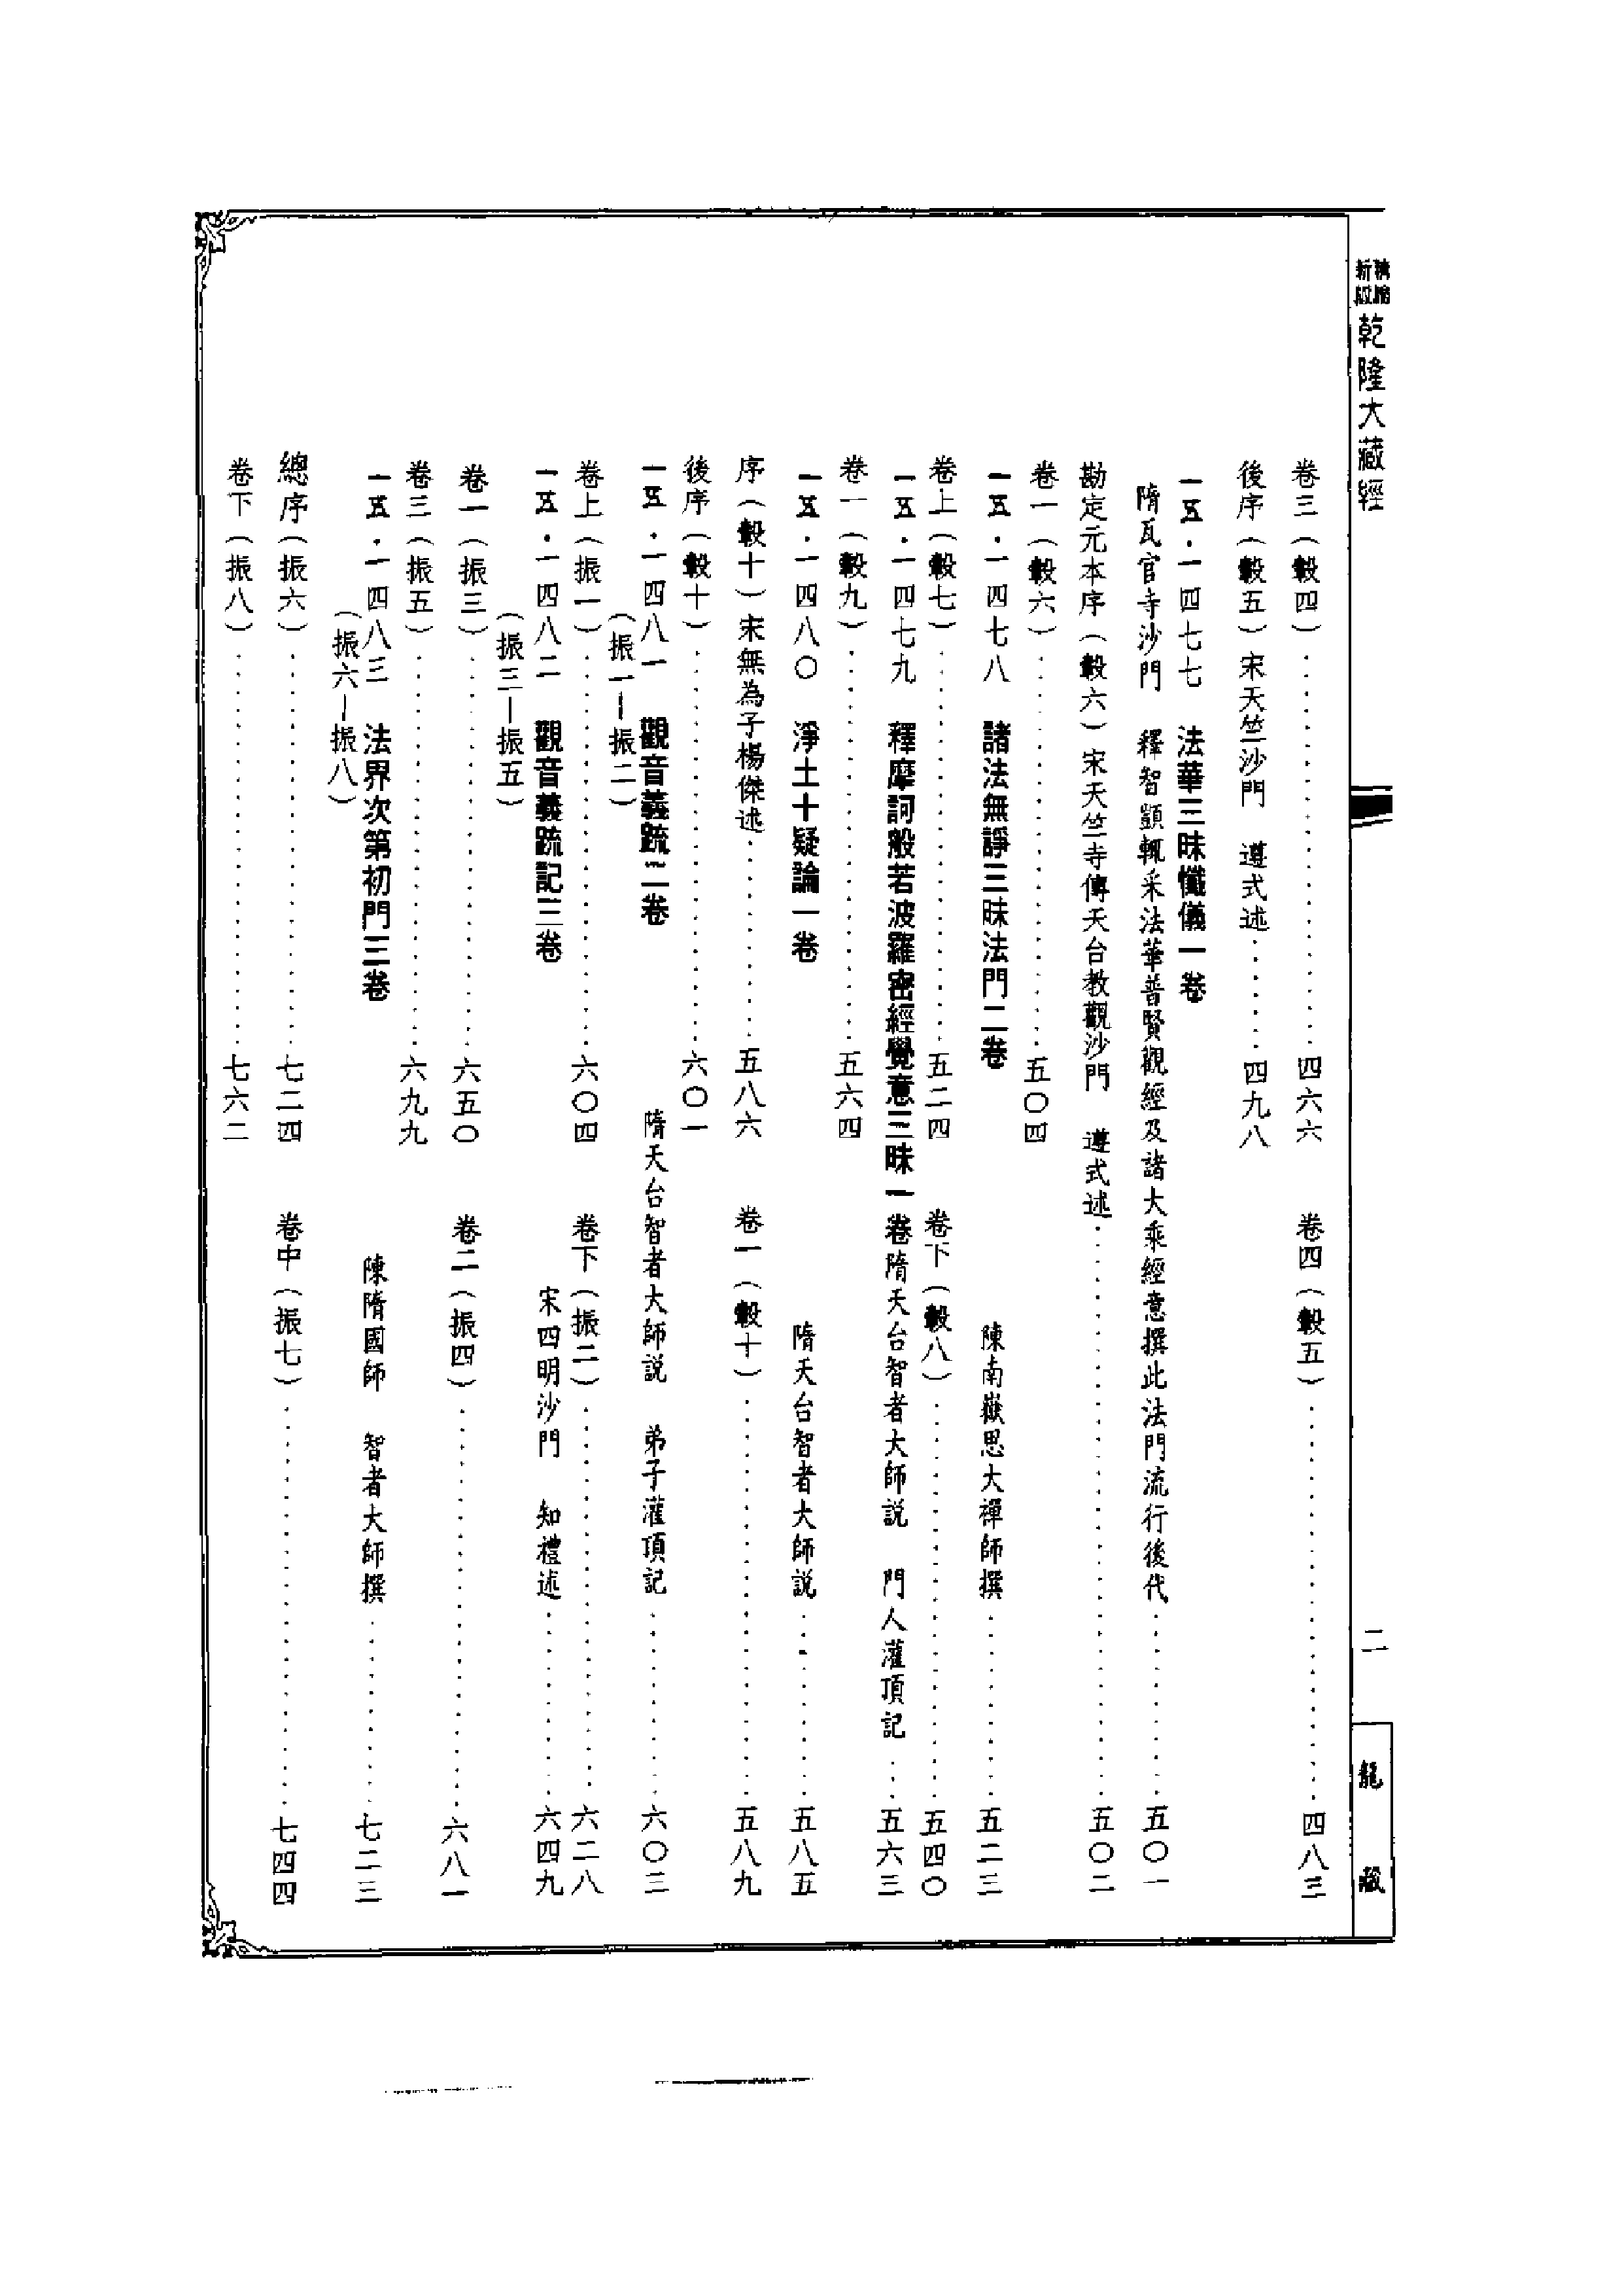 新版
精縮
乾隆大藏經
二
龍藏
卷三（轂四）……四六六　卷四（轂五）……四八三
後序（轂五）宋天竺沙門　遵式述……四九八
一五·一四七七　法華三昧懺儀一卷
隋瓦官寺沙門　釋智顗輒采法華普賢觀經及諸大乘經意撰此法門流行後代……五〇一
勘定元本序（轂六）宋天竺寺傳天台教觀沙門　遵式述……五〇二
卷一（轂六）……五〇四
一五·一四七八　諸法無諍三昧法門二卷　陳南嶽思大禪師撰……五二三
卷上（轂七）……五二四　卷下（轂八）……五四〇
一五·一四七九　釋摩訶般若波羅密經覺意三昧一卷隋天台智者大師説　門人灌頂記……五六三
卷一（轂九）……五六四
一五·一四八〇　淨土十疑論一卷　隋天台智者大師説……五八五
序（轂十）宋無為子楊傑述……五八六　卷一（轂十）……五八九
後序（轂十）……六〇一
一五·一四八一　觀音義疏二卷　隋天台智者大師説　弟子灌頂記……六〇三
（振一—振二）
卷上（振一）……六〇四　卷下（振二）……六二八
一五·一四八二　觀音義疏記三卷　宋四明沙門　知禮述……六四九
（振三—振五）
卷一（振三）……六五〇　卷二（振四）……六八一
卷三（振五）……六九九
一五·一四八三　法界次第初門三卷　陳隋國師　智者大師撰……七二三
（振六—振八）
總序（振六）……七二四　卷中（振七）……七四四
卷下（振八）……七六二